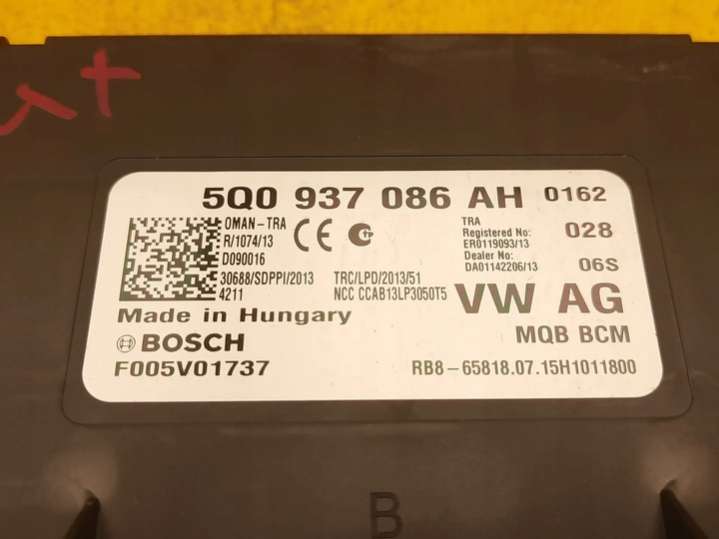 5Q0 937 086 AH 0162
OMAN-TRA
R/1074/13
D090016
30688/SDPPI/2013
4211
TRC/LPD/2013/51
NCC CCAB13LP3050T5
TRA
Registered No:
ER0119093/13
Dealer No:
DA01142206/13
028
06S
VW AG
Made in Hungary
MQB BCM
BOSCH
F005V01737
RB8-65818.07.15H1011800
B